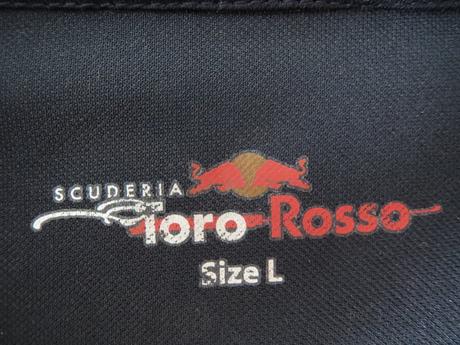 SCUDERIA
Toro Rosso
Size L